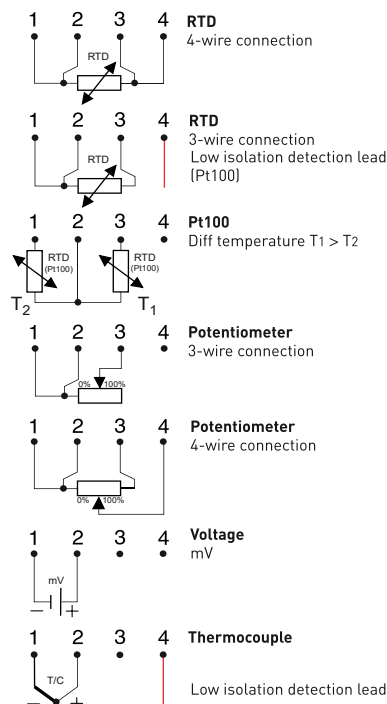 1 2 3 4 RTD
4-wire connection
RTD
1 2 3 4 RTD
3-wire connection
Low isolation detection lead
(Pt100)
RTD
1 2 3 4 Pt100
Diff temperature T1 > T2
RTD
(Pt100)
RTD
(Pt100)
T2 T1
1 2 3 4 Potentiometer
3-wire connection
0% 100%
1 2 3 4 Potentiometer
4-wire connection
0% 100%
1 2 3 4 Voltage
mV
mV
− +
1 2 3 4 Thermocouple
T/C
Low isolation detection lead
− +